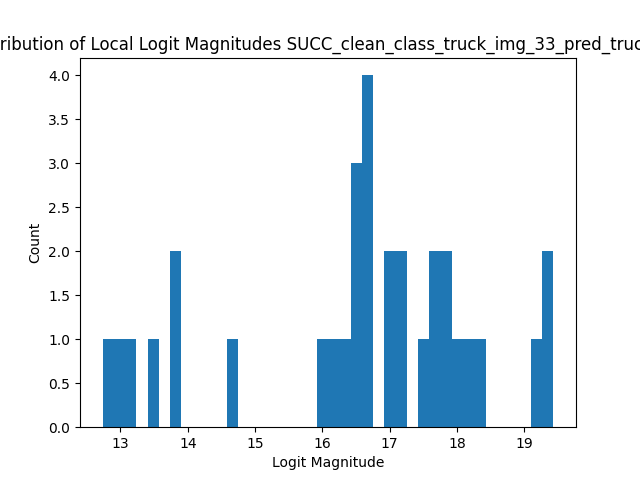 ribution of Local Logit Magnitudes SUCC_clean_class_truck_img_33_pred_truc
4.0
3.5
3.0
2.5
2.0
1.5
1.0
0.5
0.0
Count
13 14 15 16 17 18 19
Logit Magnitude